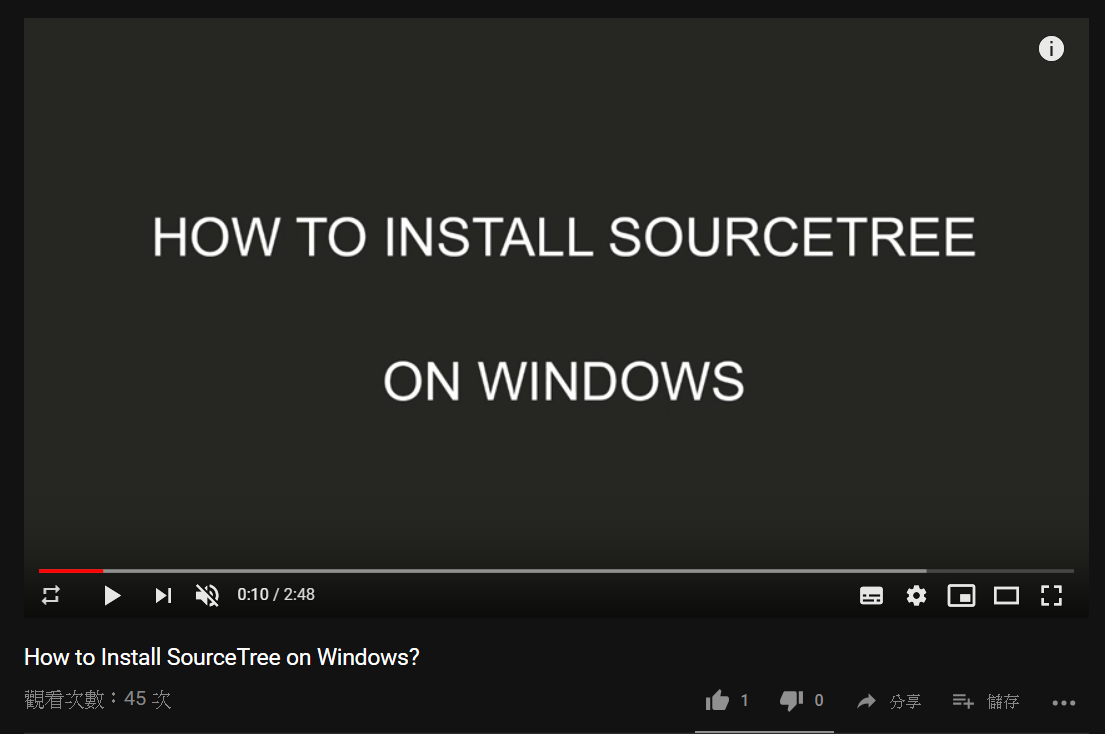 i
HOW TO INSTALL SOURCETREE
ON WINDOWS
0:10 / 2:48
How to Install SourceTree on Windows?
觀看次數：45 次
1
0
分享
儲存